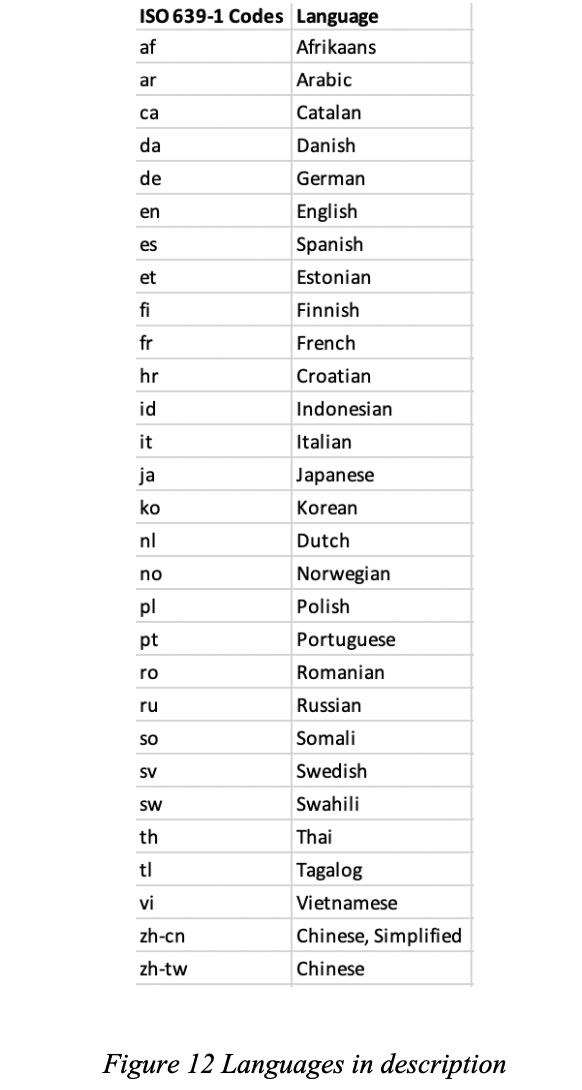 ISO 639-1 Codes Language
af Afrikaans
ar Arabic
ca Catalan
da Danish
de German
en English
es Spanish
et Estonian
fi Finnish
fr French
hr Croatian
id Indonesian
it Italian
ja Japanese
ko Korean
nl Dutch
no Norwegian
pl Polish
pt Portuguese
ro Romanian
ru Russian
so Somali
sv Swedish
sw Swahili
th Thai
tl Tagalog
vi Vietnamese
zh-cn Chinese, Simplified
zh-tw Chinese
Figure 12 Languages in description